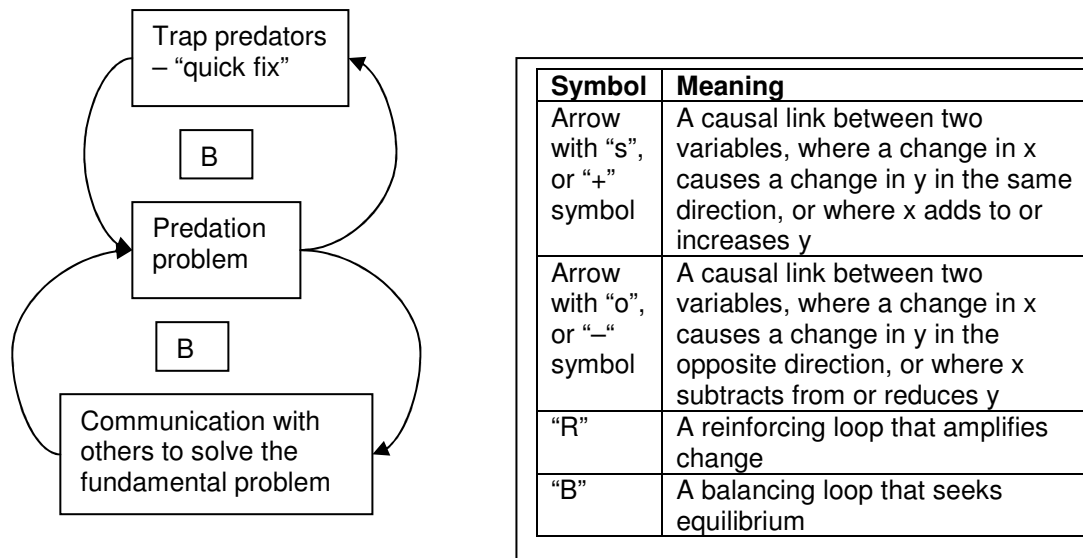 Trap predators
– “quick fix”
B
Predation
problem
B
Communication with
others to solve the
fundamental problem
Symbol Meaning
Arrow A causal link between two
with “s”, variables, where a change in x
or “+” causes a change in y in the same
symbol direction, or where x adds to or
increases y
Arrow A causal link between two
with “o”, variables, where a change in x
or “–“ causes a change in y in the
symbol opposite direction, or where x
subtracts from or reduces y
“R” A reinforcing loop that amplifies
change
“B” A balancing loop that seeks
equilibrium